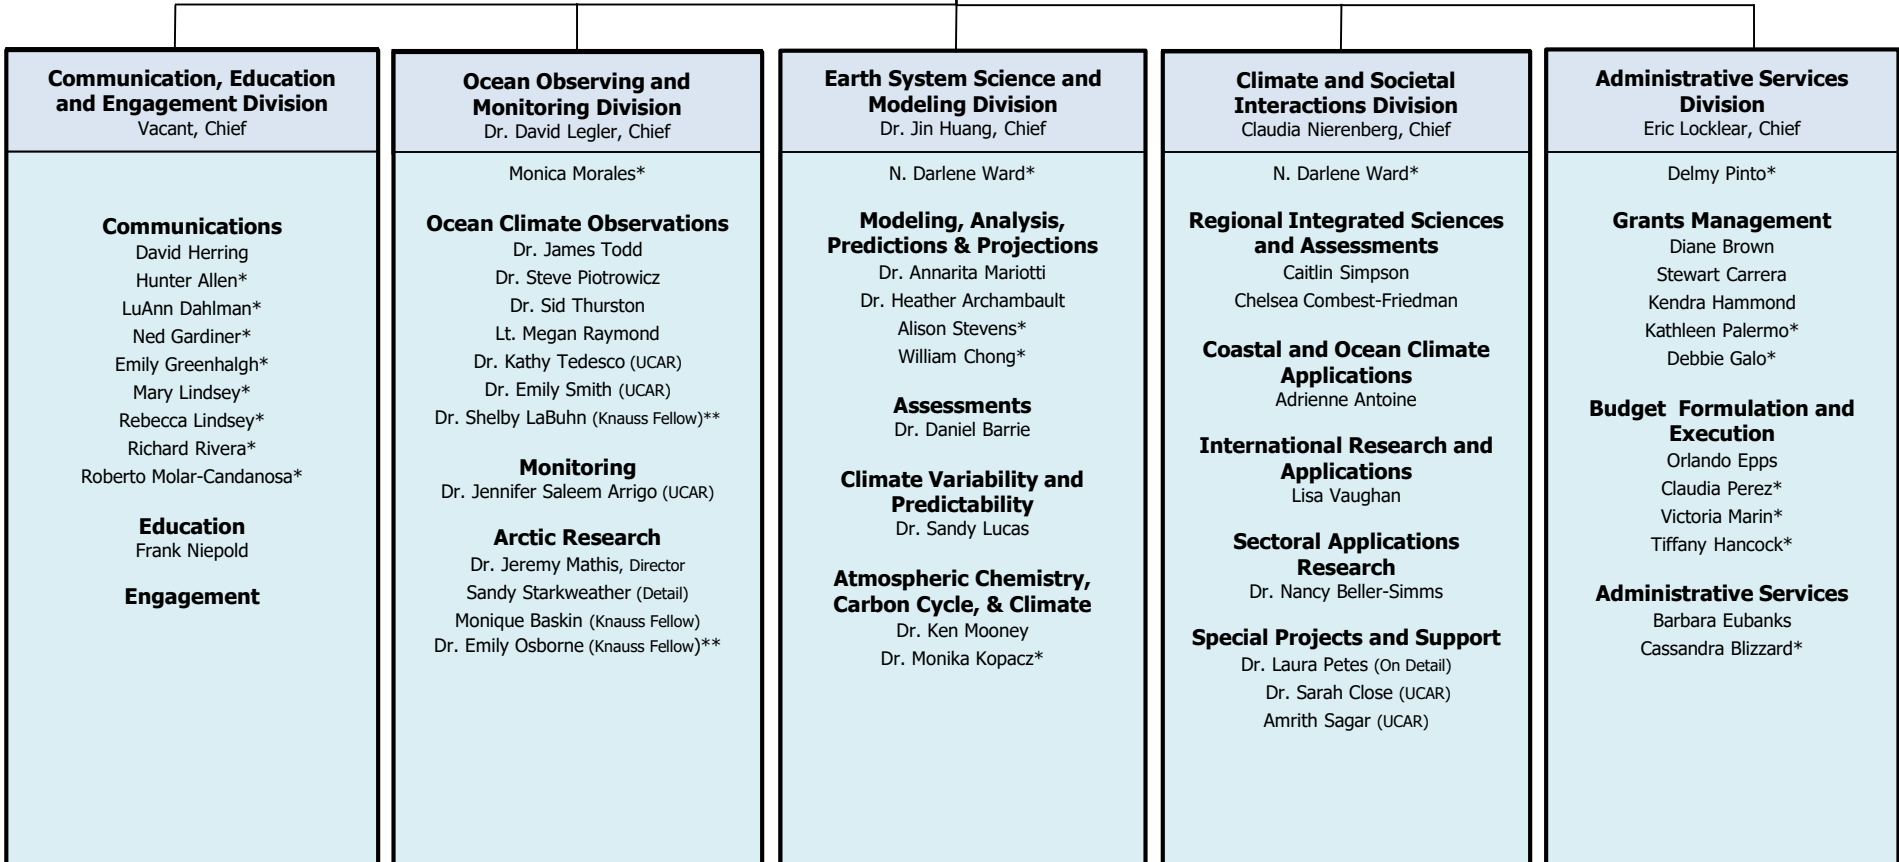 Communication, Education
and Engagement Division
Vacant, Chief
Communications
David Herring
Hunter Allen*
LuAnn Dahlman*
Ned Gardiner*
Emily Greenhalgh*
Mary Lindsey*
Rebecca Lindsey*
Richard Rivera*
Roberto Molar-Candanosa*
Education
Frank Niepold
Engagement
Ocean Observing and
Monitoring Division
Dr. David Legler, Chief
Monica Morales*
Ocean Climate Observations
Dr. James Todd
Dr. Steve Piotrowicz
Dr. Sid Thurston
Lt. Megan Raymond
Dr. Kathy Tedesco (UCAR)
Dr. Emily Smith (UCAR)
Dr. Shelby LaBuhn (Knauss Fellow)**
Monitoring
Dr. Jennifer Saleem Arrigo (UCAR)
Arctic Research
Dr. Jeremy Mathis, Director
Sandy Starkweather (Detail)
Monique Baskin (Knauss Fellow)
Dr. Emily Osborne (Knauss Fellow)**
Earth System Science and
Modeling Division
Dr. Jin Huang, Chief
N. Darlene Ward*
Modeling, Analysis,
Predictions & Projections
Dr. Annarita Mariotti
Dr. Heather Archambault
Alison Stevens*
William Chong*
Assessments
Dr. Daniel Barrie
Climate Variability and
Predictability
Dr. Sandy Lucas
Atmospheric Chemistry,
Carbon Cycle, & Climate
Dr. Ken Mooney
Dr. Monika Kopacz*
Climate and Societal
Interactions Division
Claudia Nierenberg, Chief
N. Darlene Ward*
Regional Integrated Sciences
and Assessments
Caitlin Simpson
Chelsea Combest-Friedman
Coastal and Ocean Climate
Applications
Adrienne Antoine
International Research and
Applications
Lisa Vaughan
Sectoral Applications
Research
Dr. Nancy Beller-Simms
Special Projects and Support
Dr. Laura Petes (On Detail)
Dr. Sarah Close (UCAR)
Amrith Sagar (UCAR)
Administrative Services
Division
Eric Locklear, Chief
Delmy Pinto*
Grants Management
Diane Brown
Stewart Carrera
Kendra Hammond
Kathleen Palermo*
Debbie Galo*
Budget Formulation and
Execution
Orlando Epps
Claudia Perez*
Victoria Marin*
Tiffany Hancock*
Administrative Services
Barbara Eubanks
Cassandra Blizzard*